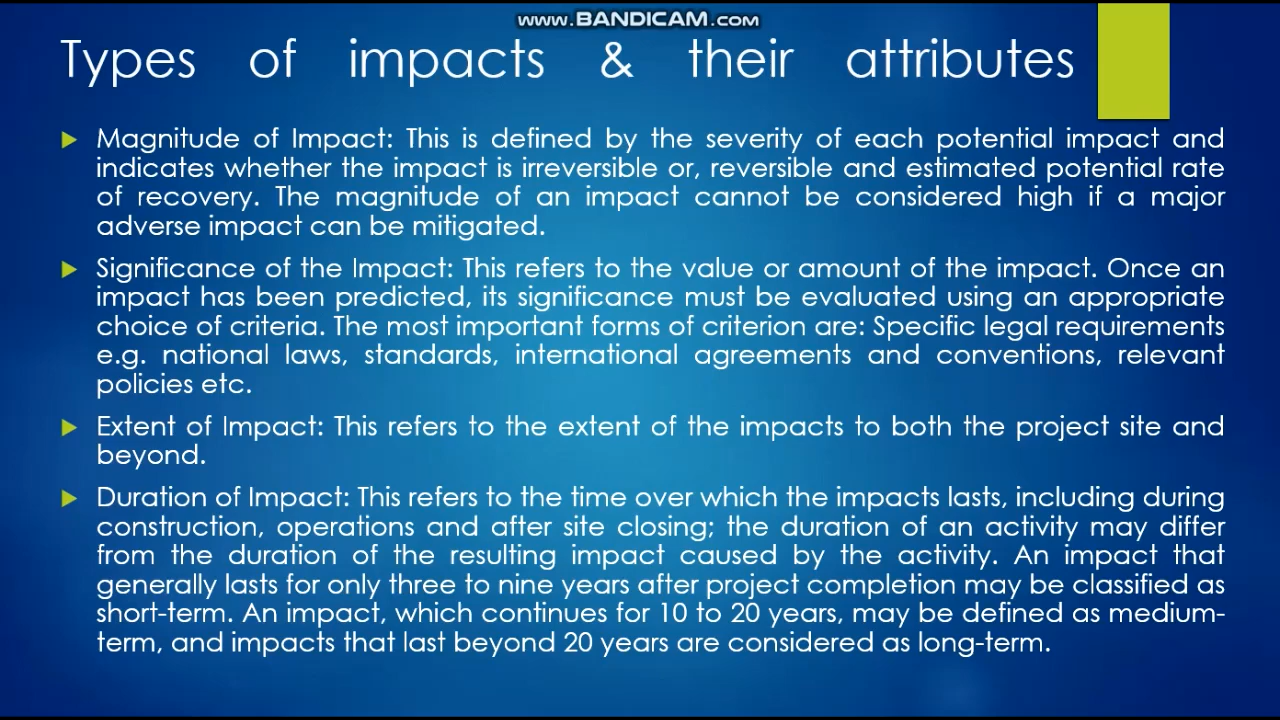 www.BANDICAM.com
Types of impacts & their attributes
Magnitude of Impact: This is defined by the severity of each potential impact and
indicates whether the impact is irreversible or, reversible and estimated potential rate
of recovery. The magnitude of an impact cannot be considered high if a major
adverse impact can be mitigated.
Significance of the Impact: This refers to the value or amount of the impact. Once an
impact has been predicted, its significance must be evaluated using an appropriate
choice of criteria. The most important forms of criterion are: Specific legal requirements
e.g. national laws, standards, international agreements and conventions, relevant
policies etc.
Extent of Impact: This refers to the extent of the impacts to both the project site and
beyond.
Duration of Impact: This refers to the time over which the impacts lasts, including during
construction, operations and after site closing; the duration of an activity may differ
from the duration of the resulting impact caused by the activity. An impact that
generally lasts for only three to nine years after project completion may be classified as
short-term. An impact, which continues for 10 to 20 years, may be defined as medium-
term, and impacts that last beyond 20 years are considered as long-term.